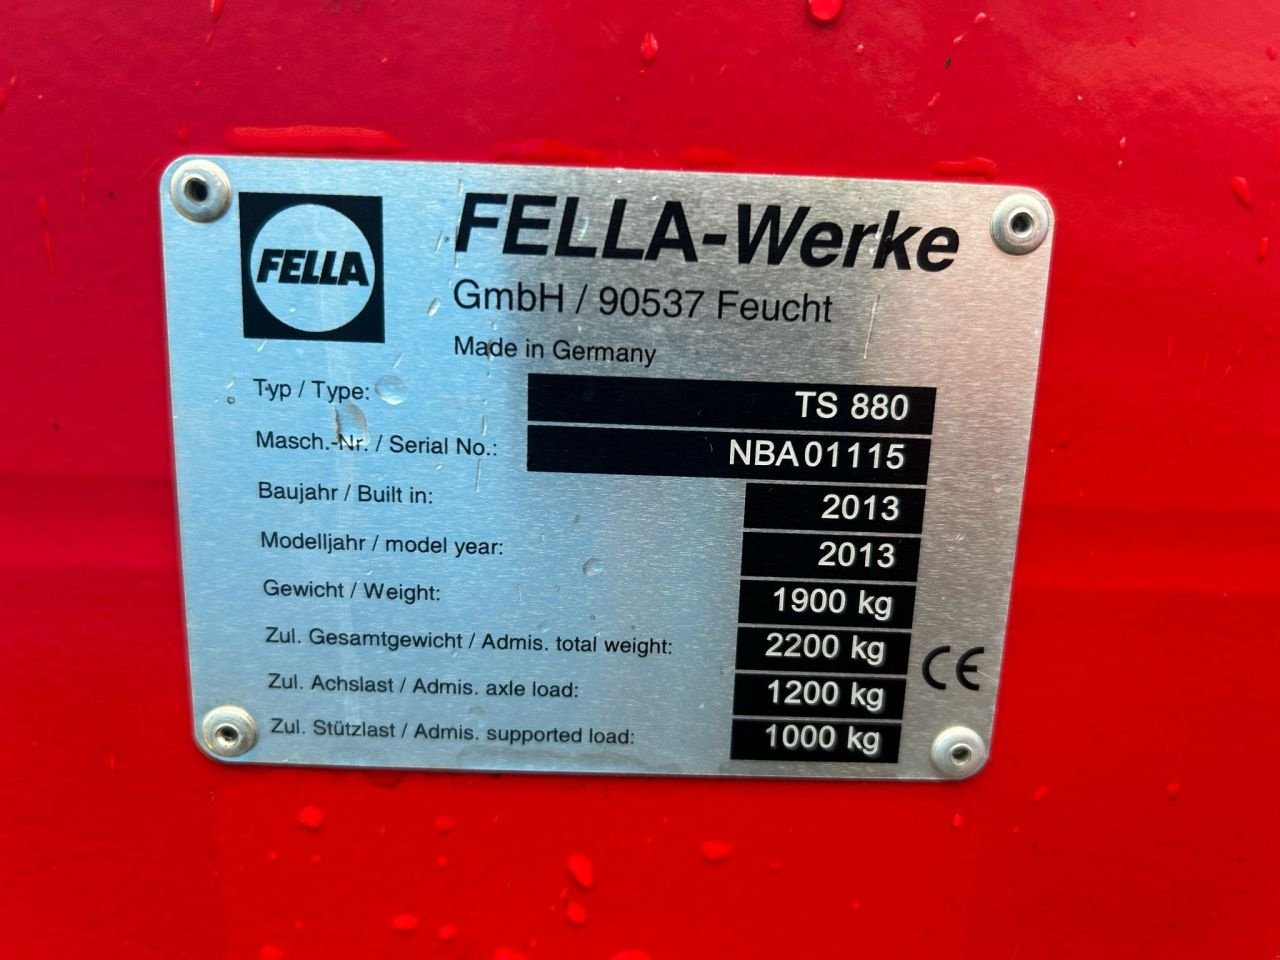 FELLA
FELLA-Werke
GmbH / 90537 Feucht
Made in Germany
Typ / Type: TS 880
Masch.-Nr. / Serial No.: NBA01115
Baujahr / Built in: 2013
Modelljahr / model year: 2013
Gewicht / Weight: 1900 kg
Zul. Gesamtgewicht / Admis. total weight: 2200 kg
Zul. Achslast / Admis. axle load: 1200 kg
Zul. Stützlast / Admis. supported load: 1000 kg
CE